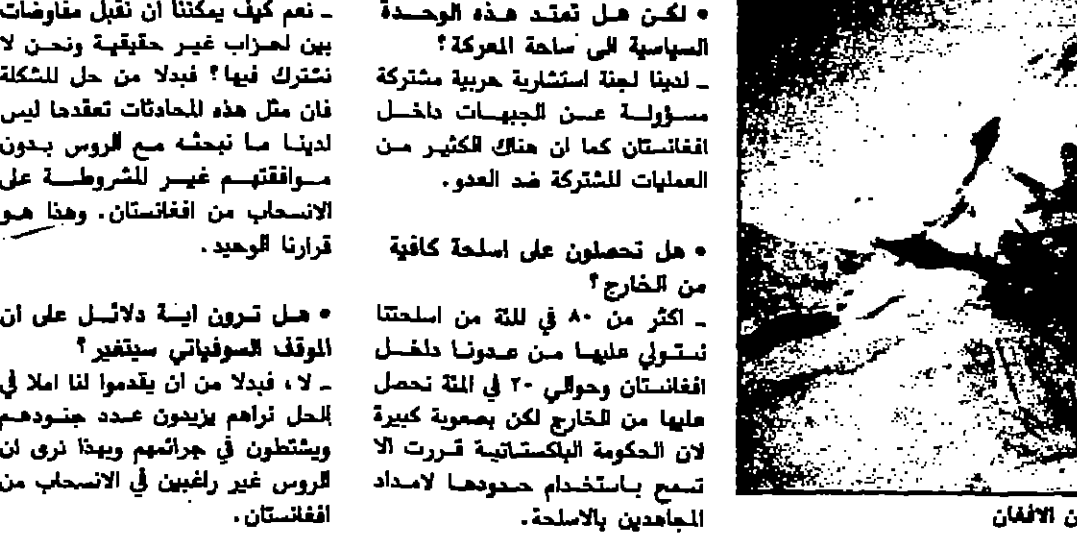 • لكن هل تمتد هذه الوحدة
السياسية الى ساحة المعركة؟
ـ لدينا لجنة استشارية حربية مشتركة
مسؤولة عن الجبهات داخل
افغانستان كما ان هناك الكثير من
العمليات المشتركة ضد العدو.
• هل تحصلون على اسلحة كافية
من الخارج؟
ـ اكثر من ٨٠ في المئة من اسلحتنا
نستولي عليها من عدونا داخل
افغانستان وحوالي ٢٠ في المئة نحصل
عليها من الخارج لكن بصعوبة كبيرة
لان الحكومة الباكستانية قررت الا
تسمح باستخدام حدودها لامداد
المجاهدين بالاسلحة.
ـ نعم كيف يمكننا ان نقبل مفاوضات
بين احزاب غير حقيقية ونحن لا
نشترك فيها؟ فبدلا من حل المشكلة
فان مثل هذه المحادثات تعقدها ليس
لدينا ما نبحثه مع الروس بدون
موافقتهم غير المشروطة على
الانسحاب من افغانستان. وهذا هو
قرارنا الوحيد.
• هل ترون اية دلائل على ان
الموقف السوفياتي سيتغير؟
ـ لا، فبدلا من ان يقدموا لنا املا في
الحل نراهم يزيدون عدد جنودهم
ويشتطون في جرائمهم وبهذا نرى ان
الروس غير راغبين في الانسحاب من
افغانستان.
ن الافغان